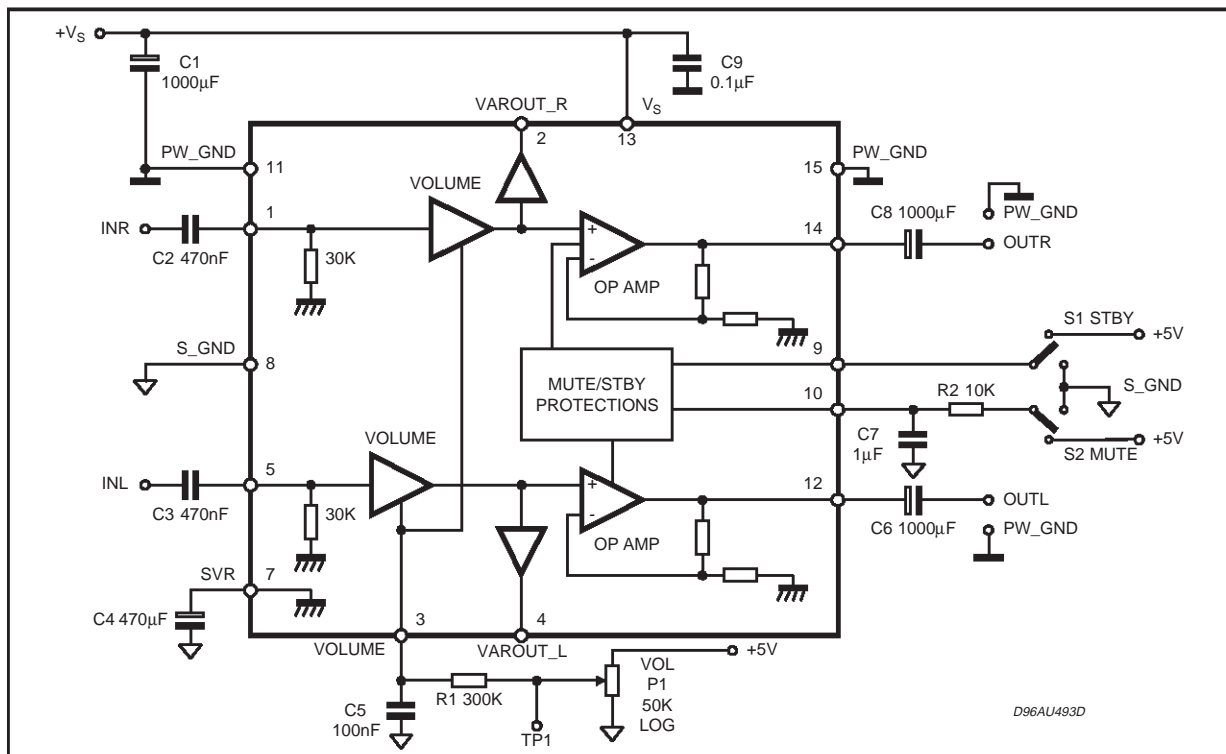 +VS
C1
1000µF
C9
0.1µF
VAROUT_R
VS
2
13
PW_GND
11
PW_GND
15
VOLUME
C8 1000µF
PW_GND
INR
1
14
OUTR
C2 470nF
30K
+
-
OP AMP
S1 STBY
+5V
S_GND
8
9
MUTE/STBY
PROTECTIONS
S_GND
10
R2 10K
VOLUME
C7
1µF
+5V
S2 MUTE
INL
5
12
OUTL
C3 470nF
30K
+
-
OP AMP
C6 1000µF
PW_GND
SVR
7
C4 470µF
3
4
VOLUME
VAROUT_L
+5V
VOL
P1
50K
LOG
R1 300K
C5
100nF
TP1
D96AU493D